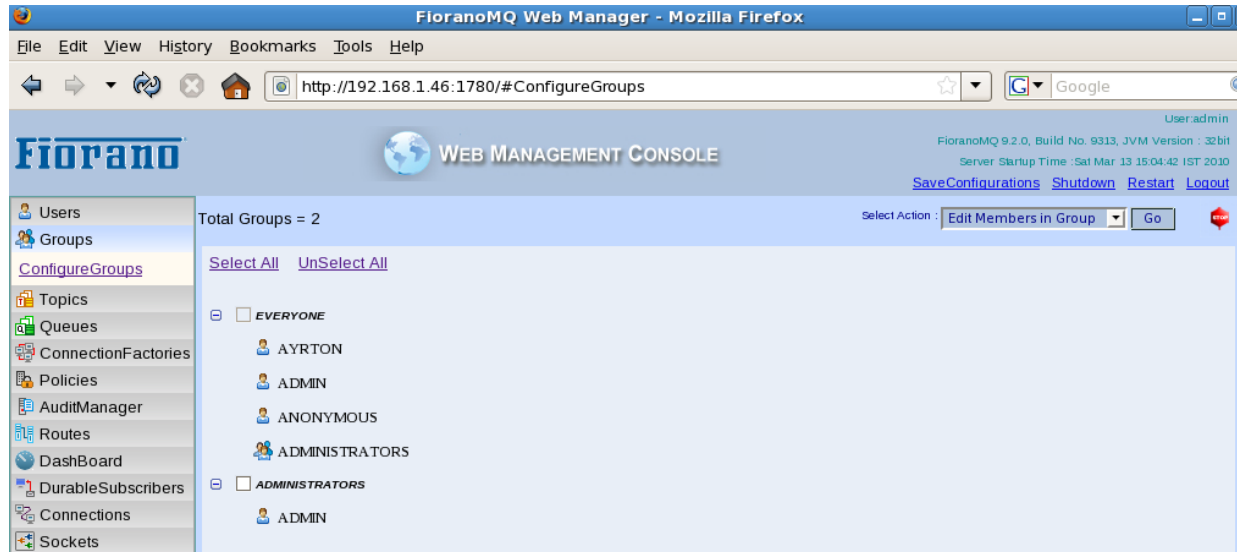 FioranoMQ Web Manager - Mozilla Firefox
File Edit View History Bookmarks Tools Help
http://192.168.1.46:1780/#ConfigureGroups
G Google
User:admin
Fiorano
WEB MANAGEMENT CONSOLE
FioranoMQ 9.2.0, Build No. 9313, JVM Version : 32bit
Server Startup Time :Sat Mar 13 15:04:42 IST 2010
SaveConfigurations Shutdown Restart Logout
Users
Groups
ConfigureGroups
Topics
Queues
ConnectionFactories
Policies
AuditManager
Routes
DashBoard
DurableSubscribers
Connections
Sockets
Total Groups = 2
Select Action : Edit Members in Group Go
STOP
Select All UnSelect All
EVERYONE
AYRTON
ADMIN
ANONYMOUS
ADMINISTRATORS
ADMINISTRATORS
ADMIN